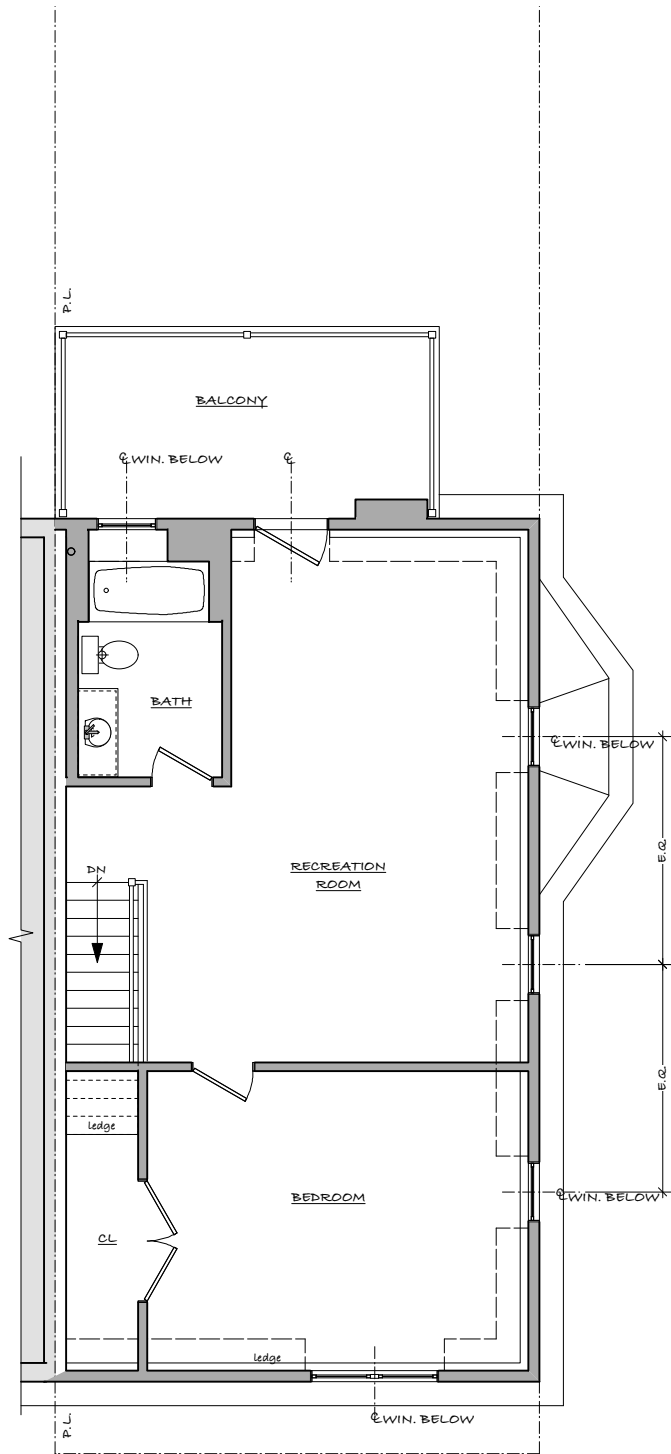 P.L.
BALCONY
℄ WIN. BELOW
℄
BATH
℄ WIN. BELOW
E.Q.
RECREATION
ROOM
DN
E.Q.
ledge
BEDROOM
℄ WIN. BELOW
CL
ledge
P.L.
℄ WIN. BELOW